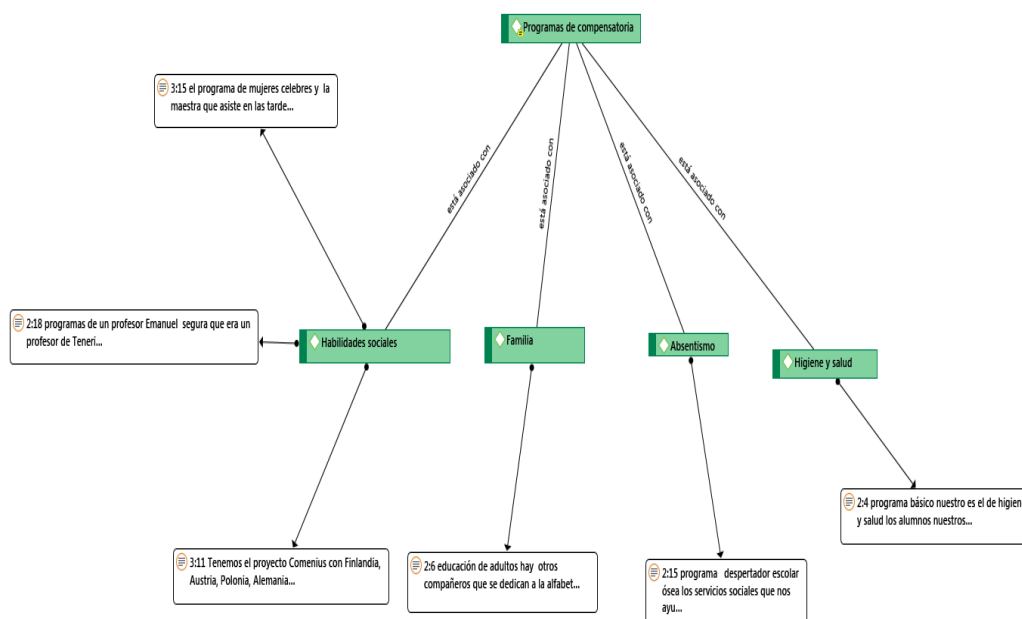 Programas de compensatoria
3:15 el programa de mujeres celebres y la
maestra que asiste en las tarde...
está asociado con
está asociado con
está asociado con
está asociado con
2:18 programas de un profesor Emanuel segura que era un
profesor de Teneri...
Habilidades sociales
Familia
Absentismo
Higiene y salud
2:4 programa básico nuestro es el de higien
y salud los alumnos nuestros...
3:11 Tenemos el proyecto Comenius con Finlandia,
Austria, Polonia, Alemania...
2:6 educación de adultos hay otros
compañeros que se dedican a la alfabet...
2:15 programa despertador escolar
ósea los servicios sociales que nos
ayu...